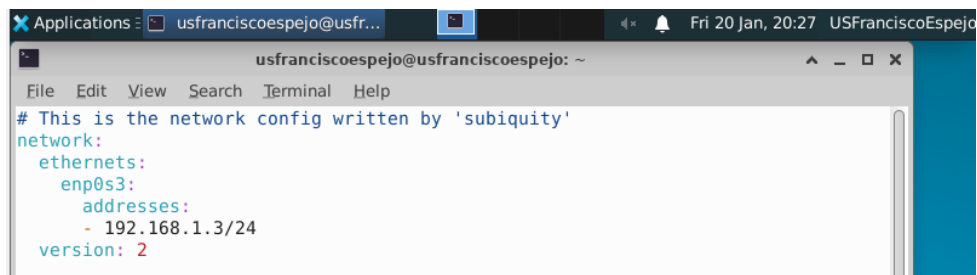 Applications usfranciscoespejo@usfr... Fri 20 Jan, 20:27 USFranciscoEspejo
usfranciscoespejo@usfranciscoespejo: ~
File Edit View Search Terminal Help
# This is the network config written by 'subiquity'
network:
  ethernets:
    enp0s3:
      addresses:
      - 192.168.1.3/24
  version: 2